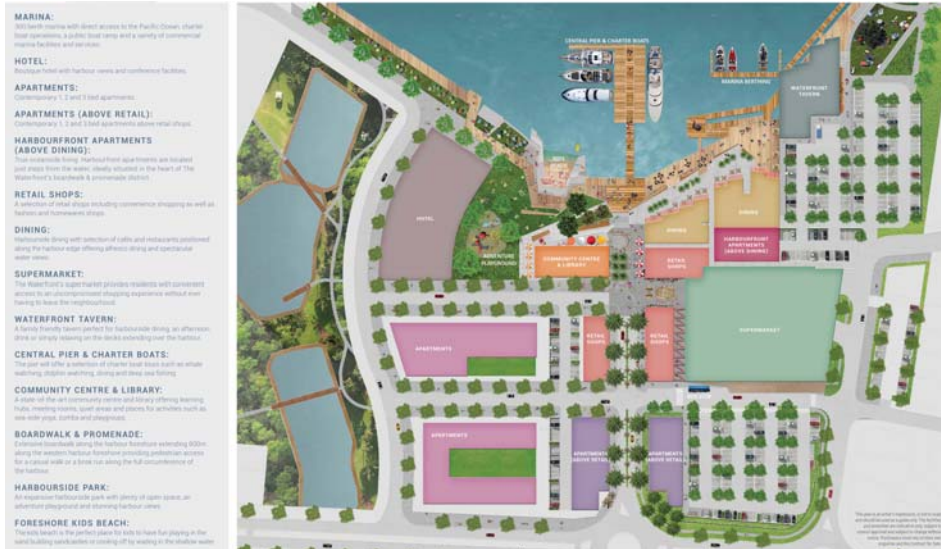 MARINA:
300 berth marina with direct access to the Pacific Ocean, charter
boat operations, a public boat ramp and a variety of commercial
marina facilities and services.
HOTEL:
Boutique hotel with harbour views and conference facilities.
APARTMENTS:
Contemporary 1, 2 and 3 bed apartments.
APARTMENTS (ABOVE RETAIL):
Contemporary 1, 2 and 3 bed apartments above retail shops.
HARBOURFRONT APARTMENTS
(ABOVE DINING):
True oceanside living. Harbourfront apartments are located
just steps from the water, ideally situated in the heart of The
Waterfront's boardwalk & promenade district.
RETAIL SHOPS:
A selection of retail shops including convenience shopping as well as
fashion and homewares shops.
DINING:
Harbourside dining with selection of cafes and restaurants positioned
along the harbour edge offering alfresco dining and spectacular
water views.
SUPERMARKET:
The Waterfront's supermarket provides residents with convenient
access to an uncompromised shopping experience without ever
having to leave the neighbourhood.
WATERFRONT TAVERN:
A family friendly tavern perfect for harbourside dining, an afternoon
drink or simply relaxing on the decks extending over the harbour.
CENTRAL PIER & CHARTER BOATS:
The pier will offer a selection of charter boat tours such as whale
watching, dolphin watching, diving and deep sea fishing.
COMMUNITY CENTRE & LIBRARY:
A state-of-the-art community centre and library offering learning
hubs, meeting rooms, quiet areas and places for activities such as
over yoga, zumba and playgroups.
BOARDWALK & PROMENADE:
Extensive boardwalk along the harbour foreshore extending 800m
along the western harbour foreshore providing pedestrian access
for a casual walk or a brisk run along the full circumference of
the harbour.
HARBOURSIDE PARK:
An expansive harbourside park with plenty of open space, an
adventure playground and stunning harbour views.
FORESHORE KIDS BEACH:
The kids beach is the perfect place for kids to have fun playing in the
sand building sandcastles or cooling off by wading in the shallow water
CENTRAL PIER & CHARTER BOATS
MARINA BERTHING
WATERFRONT
TAVERN
HOTEL
ADVENTURE
PLAYGROUND
COMMUNITY CENTRE
& LIBRARY
DINING
DINING
HARBOURFRONT
APARTMENTS
(ABOVE DINING)
RETAIL
SHOPS
RETAIL
SHOPS
RETAIL
SHOPS
SUPERMARKET
APARTMENTS
APARTMENTS
APARTMENTS
(ABOVE RETAIL)
APARTMENTS
(ABOVE RETAIL)